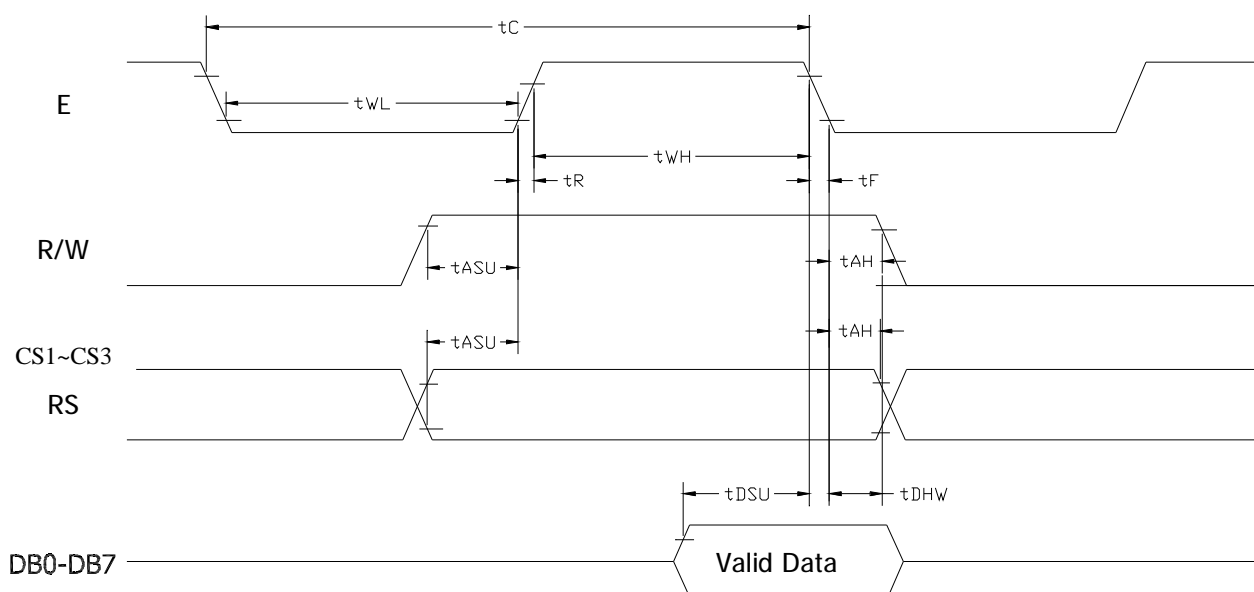 tC
E
tWL
tWH
tR
tF
R/W
tASU
tAH
tASU
tAH
CS1~CS3
RS
tDSU
tDHW
DB0-DB7
Valid Data